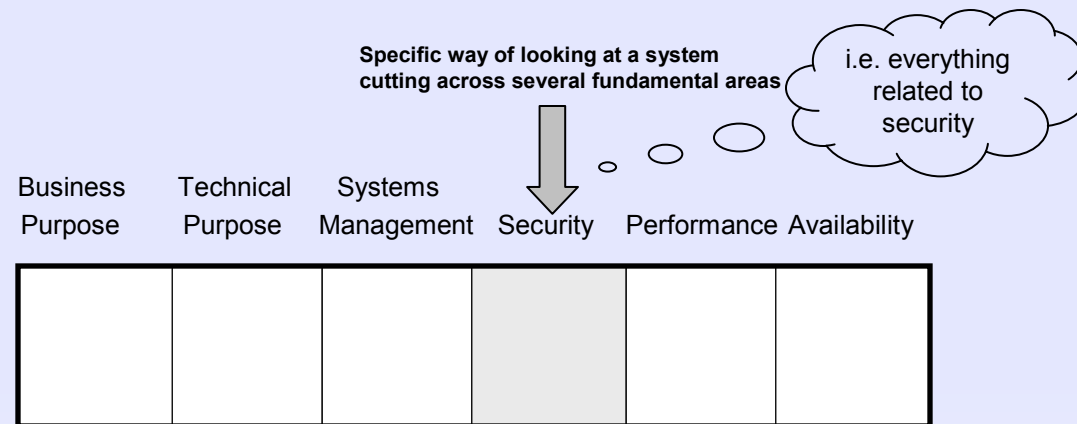 Specific way of looking at a system
cutting across several fundamental areas
i.e. everything
related to
security
Business
Purpose
Technical
Purpose
Systems
Management
Security
Performance
Availability